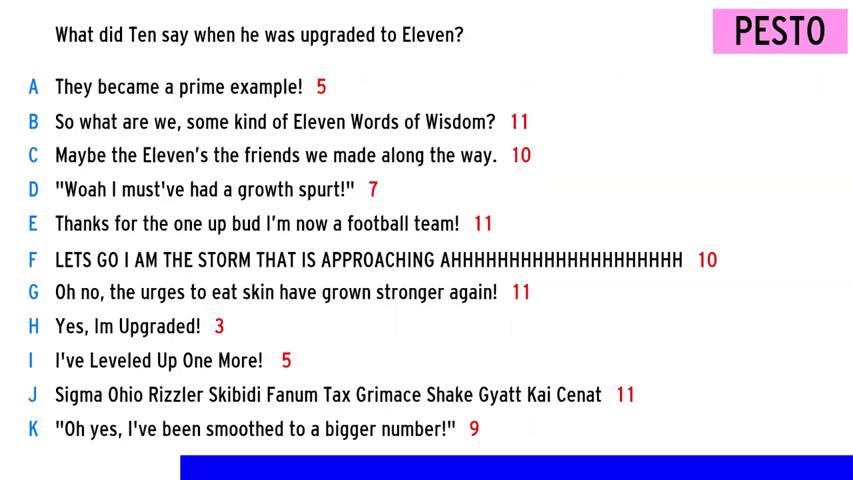 What did Ten say when he was upgraded to Eleven?
PESTO
A They became a prime example! 5
B So what are we, some kind of Eleven Words of Wisdom? 11
C Maybe the Eleven's the friends we made along the way. 10
D "Woah I must've had a growth spurt!" 7
E Thanks for the one up bud I'm now a football team! 11
F LETS GO I AM THE STORM THAT IS APPROACHING AHHHHHHHHHHHHHHHHHHHH 10
G Oh no, the urges to eat skin have grown stronger again! 11
H Yes, Im Upgraded! 3
I I've Leveled Up One More! 5
J Sigma Ohio Rizzler Skibidi Fanum Tax Grimace Shake Gyatt Kai Cenat 11
K "Oh yes, I've been smoothed to a bigger number!" 9